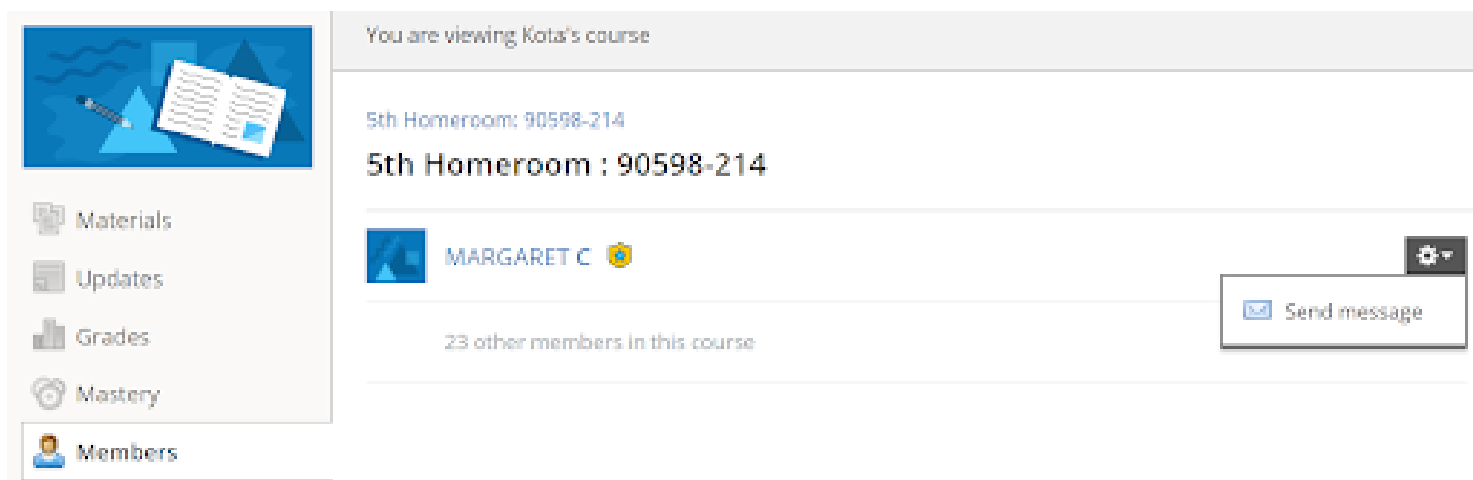 You are viewing Kota's course
5th Homeroom: 90598-214
5th Homeroom : 90598-214
Materials
Updates
Grades
Mastery
Members
MARGARET C
Send message
23 other members in this course